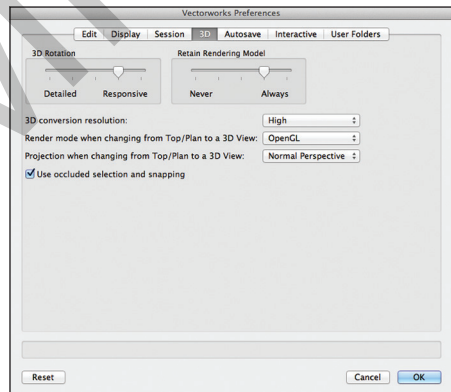 Vectorworks Preferences
Edit Display Session 3D Autosave Interactive User Folders
3D Rotation
Detailed Responsive
Retain Rendering Model
Never Always
3D conversion resolution: High
Render mode when changing from Top/Plan to a 3D View: OpenGL
Projection when changing from Top/Plan to a 3D View: Normal Perspective
Use occluded selection and snapping
Reset Cancel OK